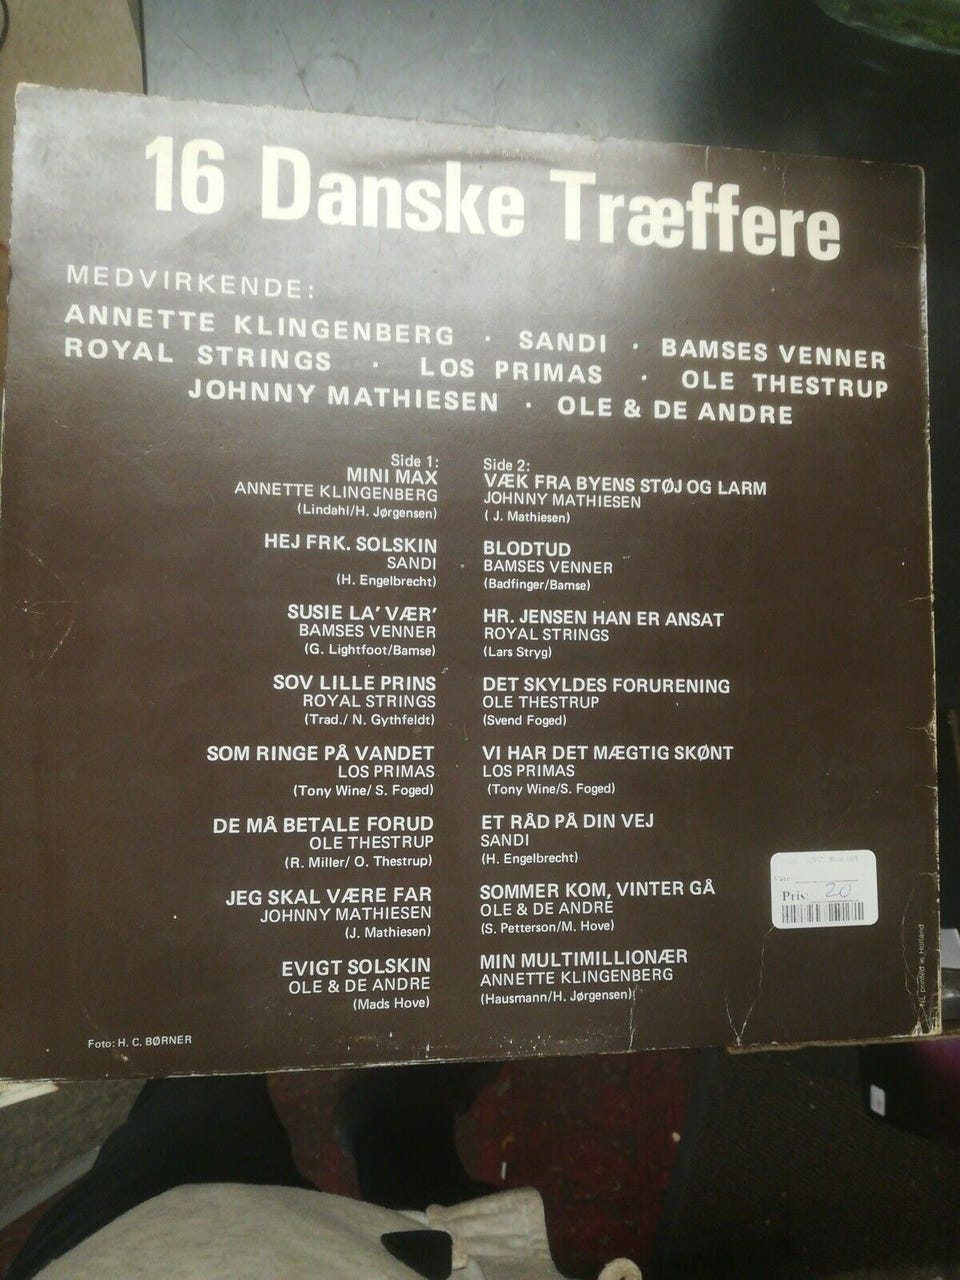 16 Danske Træffere
MEDVIRKENDE:
ANNETTE KLINGENBERG · SANDI · BAMSES VENNER
ROYAL STRINGS · LOS PRIMAS · OLE THESTRUP
JOHNNY MATHIESEN · OLE & DE ANDRE
Side 1:
MINI MAX
ANNETTE KLINGENBERG
(Lindahl/H. Jørgensen)
HEJ FRK. SOLSKIN
SANDI
(H. Engelbrecht)
SUSIE LA' VÆR'
BAMSES VENNER
(G. Lightfoot/Bamse)
SOV LILLE PRINS
ROYAL STRINGS
(Trad./ N. Gythfeldt)
SOM RINGE PÅ VANDET
LOS PRIMAS
(Tony Wine/ S. Foged)
DE MÅ BETALE FORUD
OLE THESTRUP
(R. Miller/ O. Thestrup)
JEG SKAL VÆRE FAR
JOHNNY MATHIESEN
(J. Mathiesen)
EVIGT SOLSKIN
OLE & DE ANDRE
(Mads Hove)
Side 2:
VÆK FRA BYENS STØJ OG LARM
JOHNNY MATHIESEN
( J. Mathiesen)
BLODTUD
BAMSES VENNER
(Badfinger/Bamse)
HR. JENSEN HAN ER ANSAT
ROYAL STRINGS
(Lars Stryg)
DET SKYLDES FORURENING
OLE THESTRUP
(Svend Foged)
VI HAR DET MÆGTIG SKØNT
LOS PRIMAS
(Tony Wine/S. Foged)
ET RÅD PÅ DIN VEJ
SANDI
(H. Engelbrecht)
SOMMER KOM, VINTER GÅ
OLE & DE ANDRE
(S. Petterson/M. Hove)
MIN MULTIMILLIONÆR
ANNETTE KLINGENBERG
(Hausmann/H. Jørgensen)
Pris: 20
printed in Holland
Foto: H. C. BØRNER